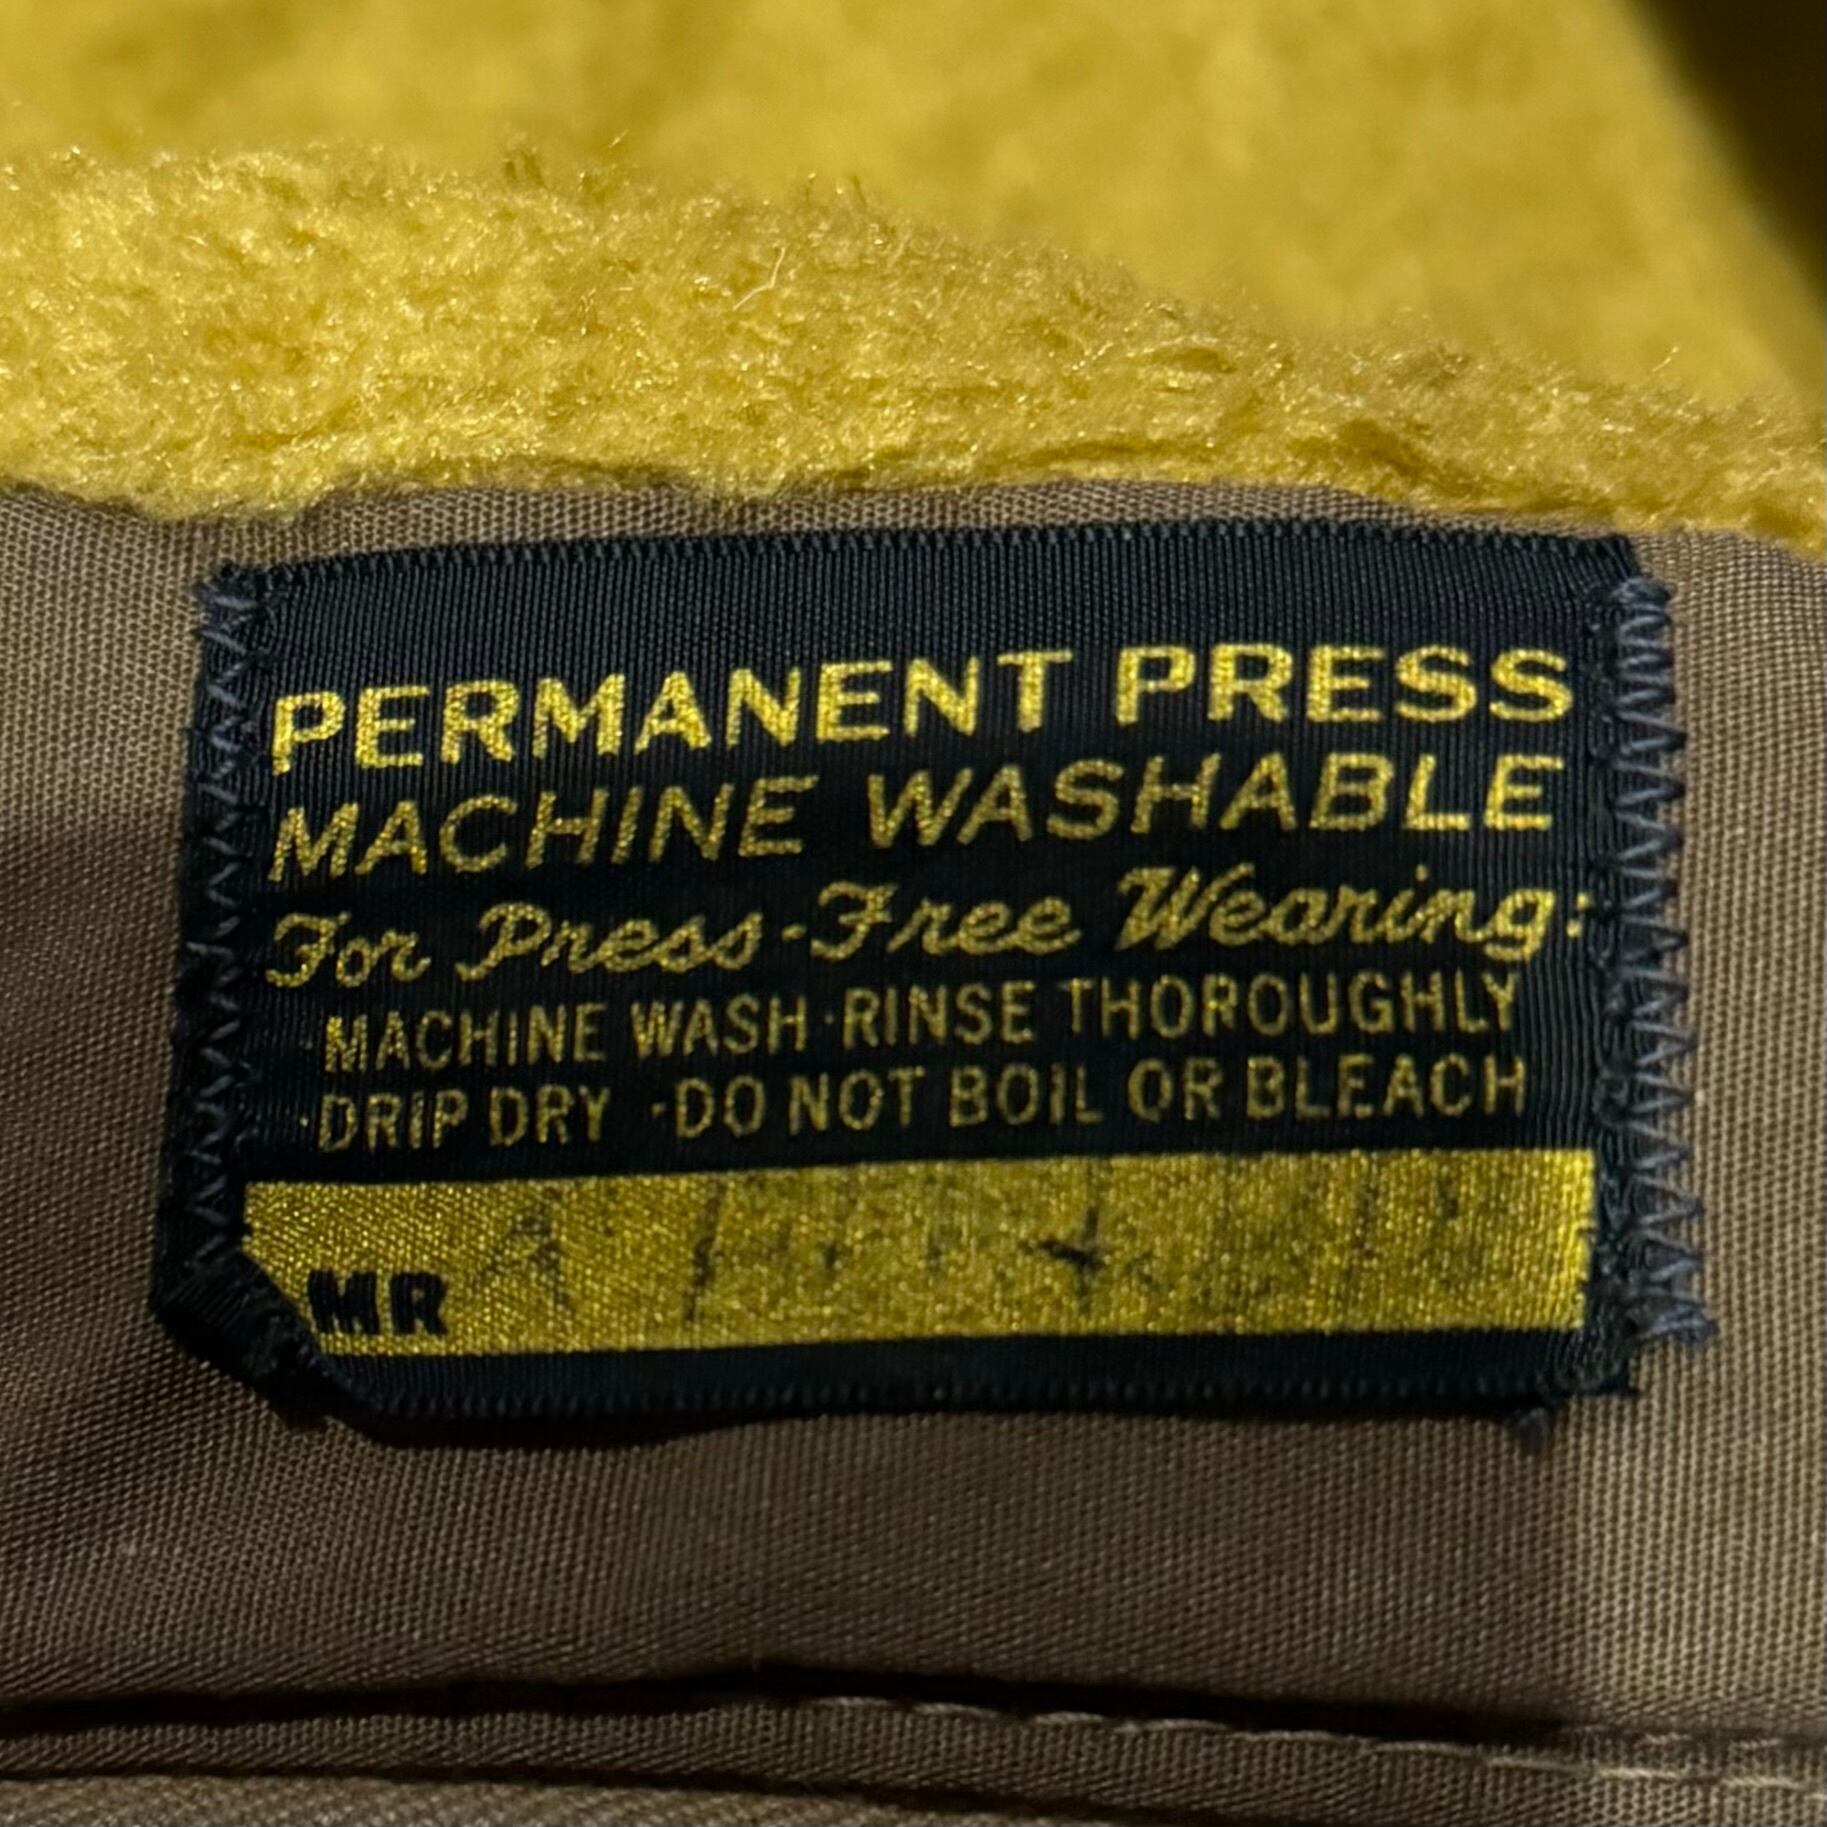 PERMANENT PRESS
MACHINE WASHABLE
For Press-Free Wearing:
·MACHINE WASH·RINSE THOROUGHLY
·DRIP DRY ·DO NOT BOIL OR BLEACH
MR